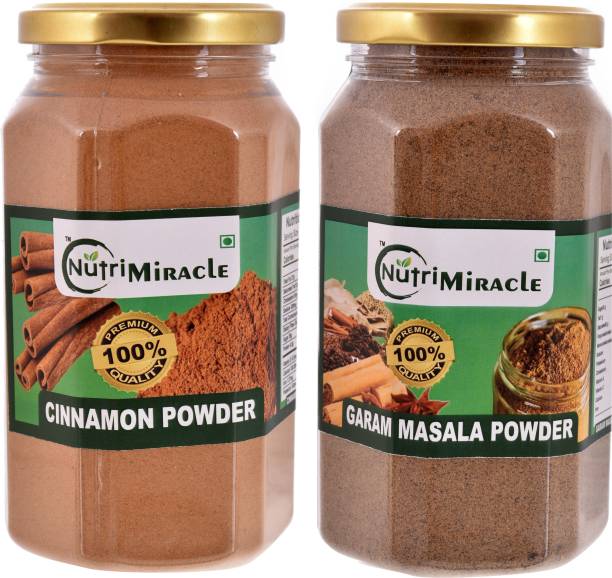 TM
NutriMiracle
PREMIUM
100%
QUALITY
CINNAMON POWDER
TM
NutriMiracle
PREMIUM
100%
QUALITY
GARAM MASALA POWDER